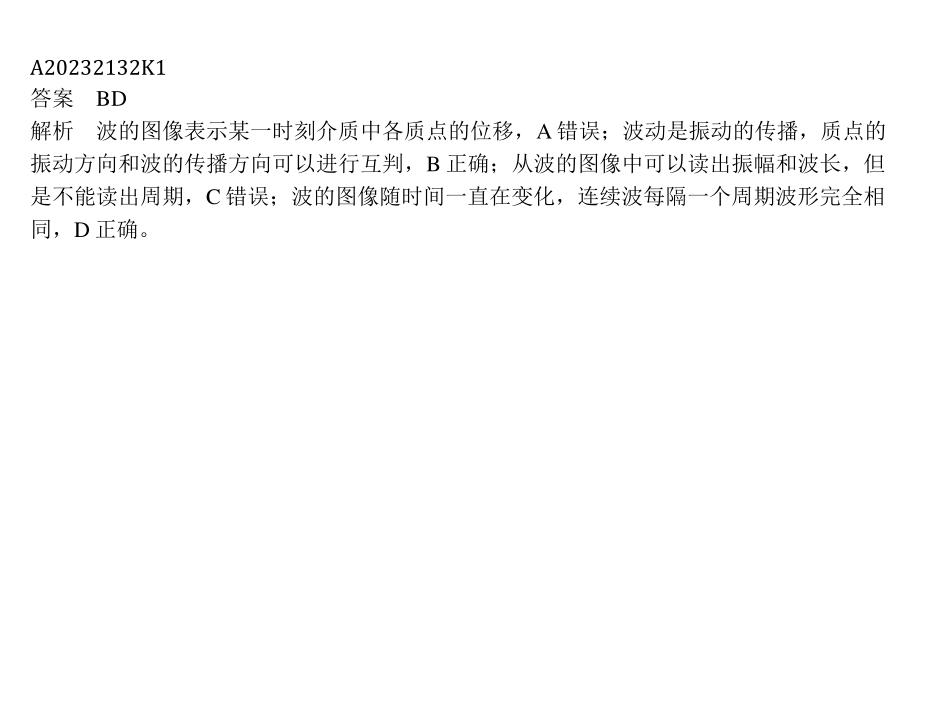 A20232132K1
答案　BD
解析　波的图像表示某一时刻介质中各质点的位移，A 错误；波动是振动的传播，质点的
振动方向和波的传播方向可以进行互判，B 正确；从波的图像中可以读出振幅和波长，但
是不能读出周期，C 错误；波的图像随时间一直在变化，连续波每隔一个周期波形完全相
同，D 正确。